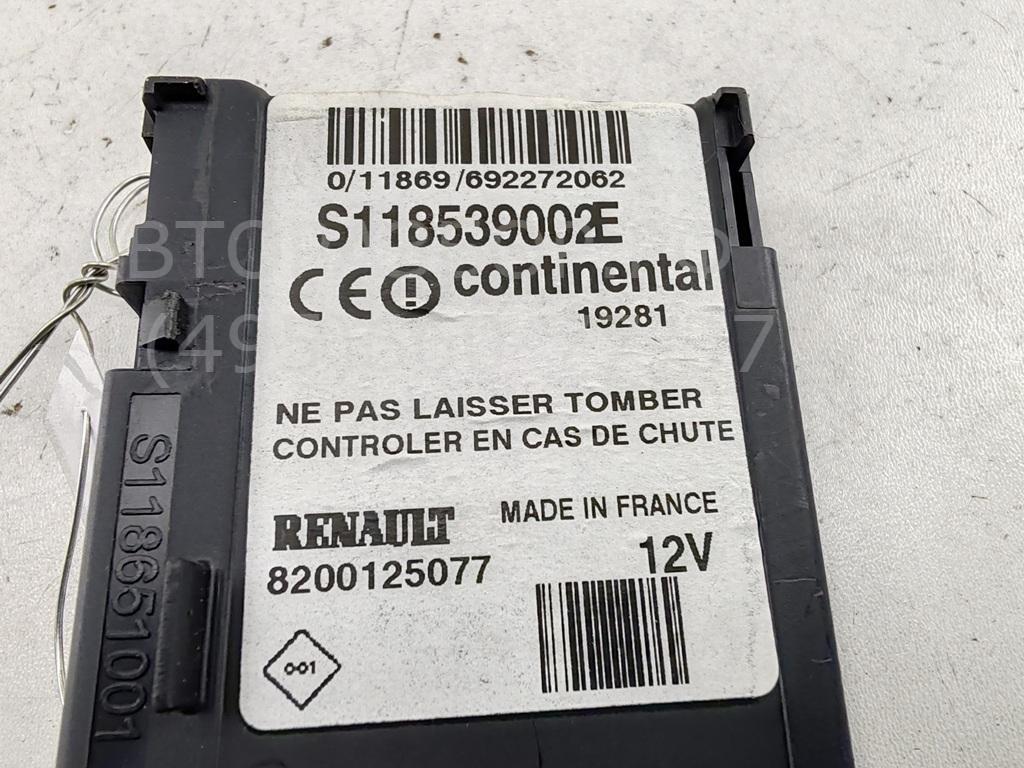 0/11869/692272062
S118539002E
CE continental
19281
NE PAS LAISSER TOMBER
CONTROLER EN CAS DE CHUTE
RENAULT MADE IN FRANCE
8200125077 12V
001
S118651001